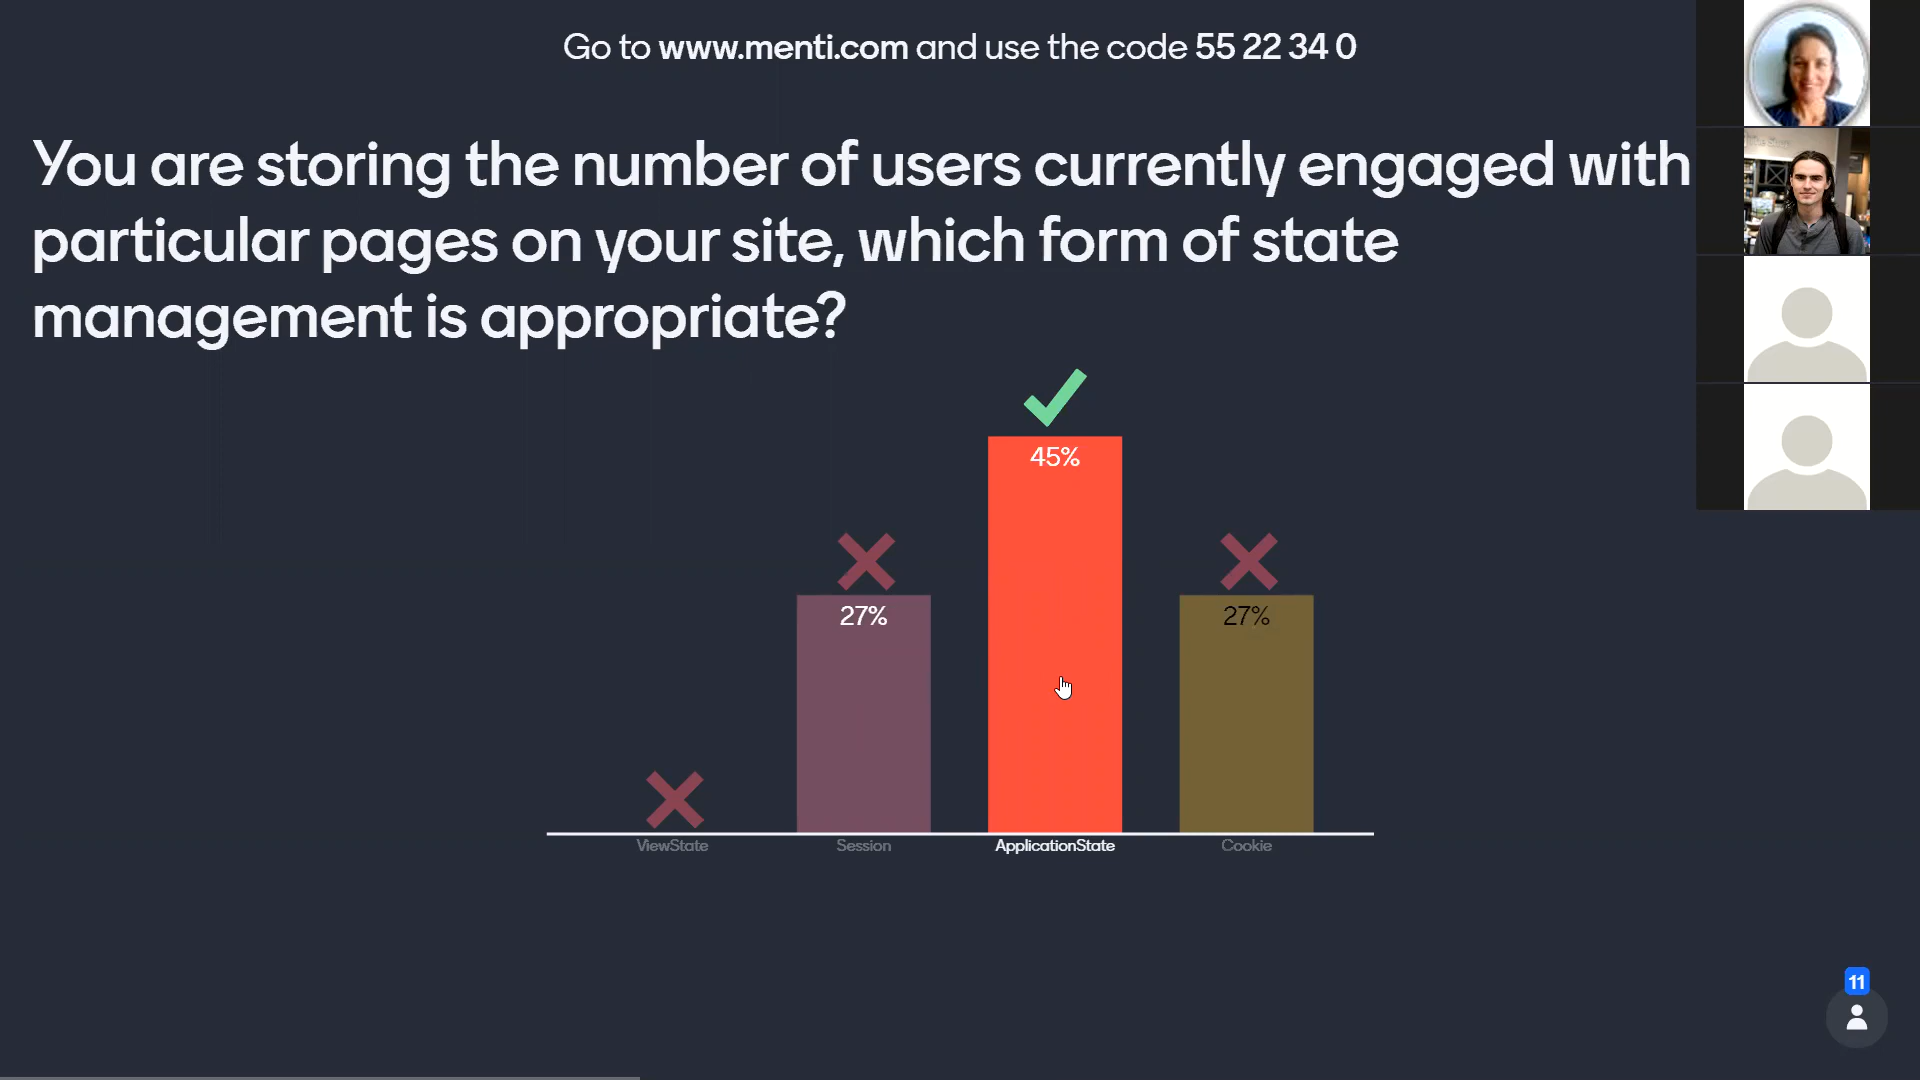 Go to www.menti.com and use the code 55 22 34 0
You are storing the number of users currently engaged with
particular pages on your site, which form of state
management is appropriate?
45%
27%
27%
ViewState
Session
ApplicationState
Cookie
11